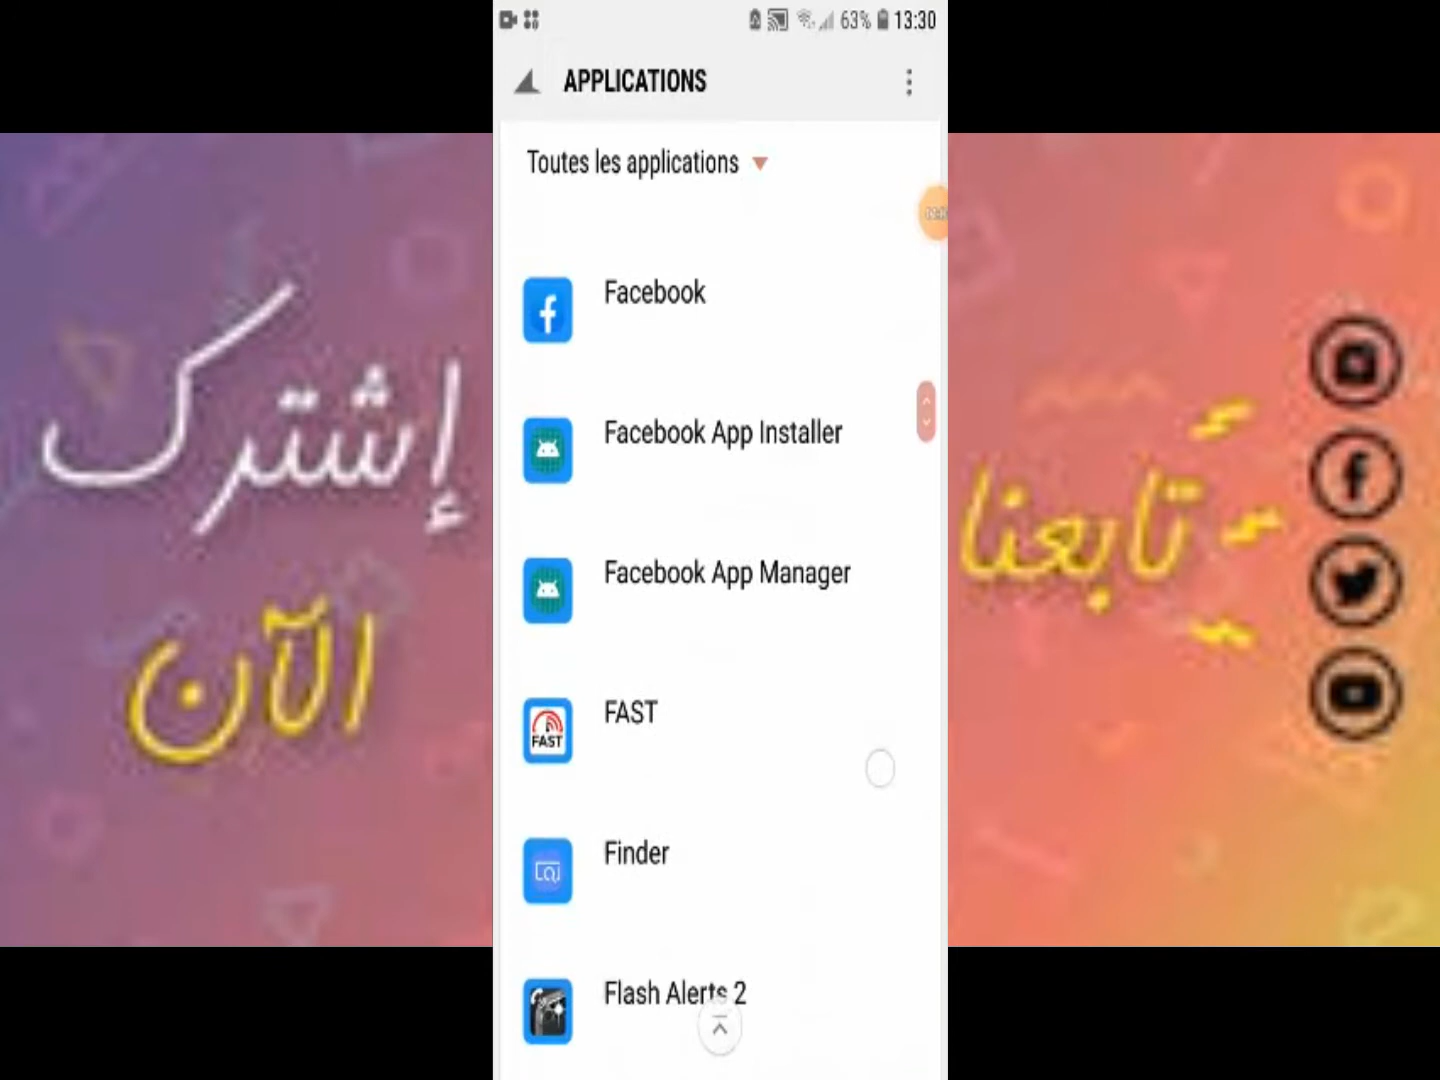 63% 13:30
APPLICATIONS
Toutes les applications
Facebook
Facebook App Installer
Facebook App Manager
FAST
FAST
Finder
Flash Alerts 2
إشترك
الآن
تابعنا